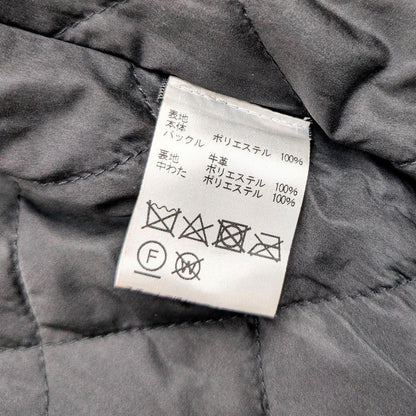 表地
本体 ポリエステル 100%
バックル
裏地 牛革
中わた ポリエステル 100%
ポリエステル 100%
F
W